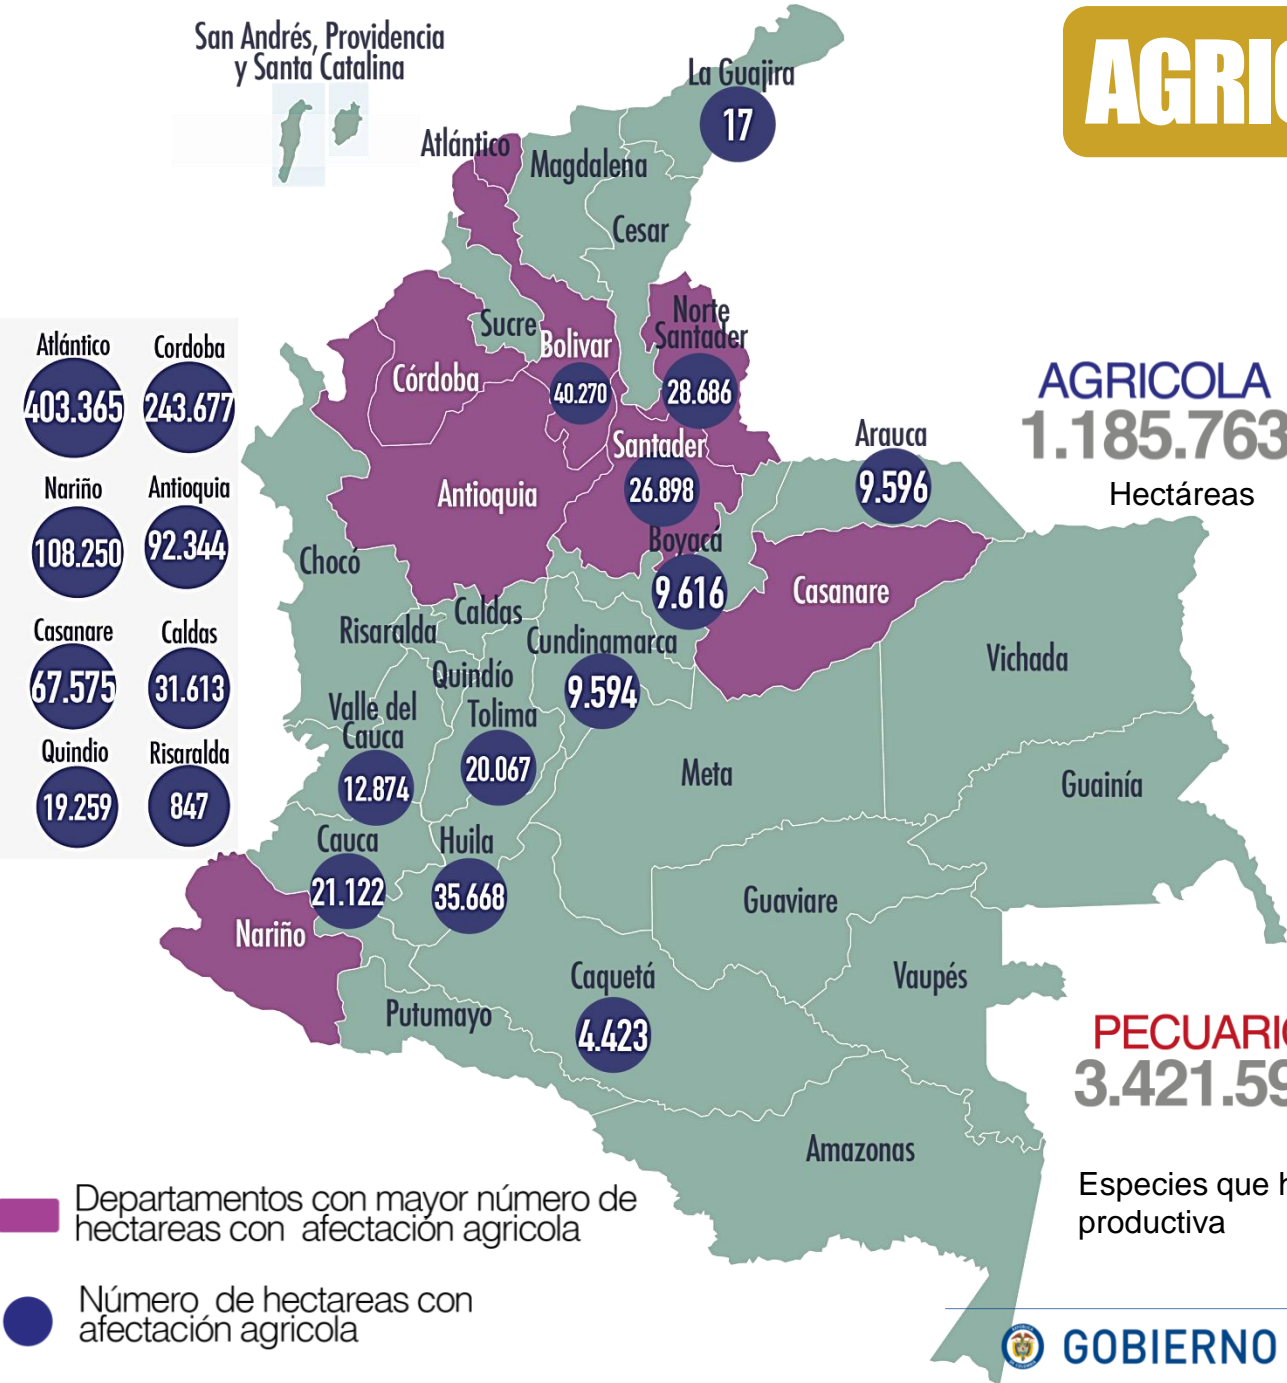 San Andrés, Providencia
y Santa Catalina
La Guajira
17
AGRIC
Atlántico
Magdalena
Cesar
Sucre
Bolivar
40.270
Norte
Santader
28.686
Córdoba
Santader
26.898
Antioquia
Arauca
9.596
Boyacá
9.616
Casanare
Chocó
Caldas
Risaralda
Cundinamarca
9.594
Quindío
Valle del
Cauca
12.874
Tolima
20.067
Vichada
Meta
Guainía
Cauca
21.122
Huila
35.668
Guaviare
Nariño
Vaupés
Caquetá
4.423
Putumayo
Amazonas
Atlántico
Cordoba
403.365
243.677
Nariño
Antioquia
108.250
92.344
Casanare
Caldas
67.575
31.613
Quindio
Risaralda
19.259
847
AGRICOLA
1.185.763
Hectáreas
PECUARIO
3.421.59
Especies que h
productiva
Departamentos con mayor número de
hectareas con afectación agricola
Número de hectareas con
afectación agricola
GOBIERNO